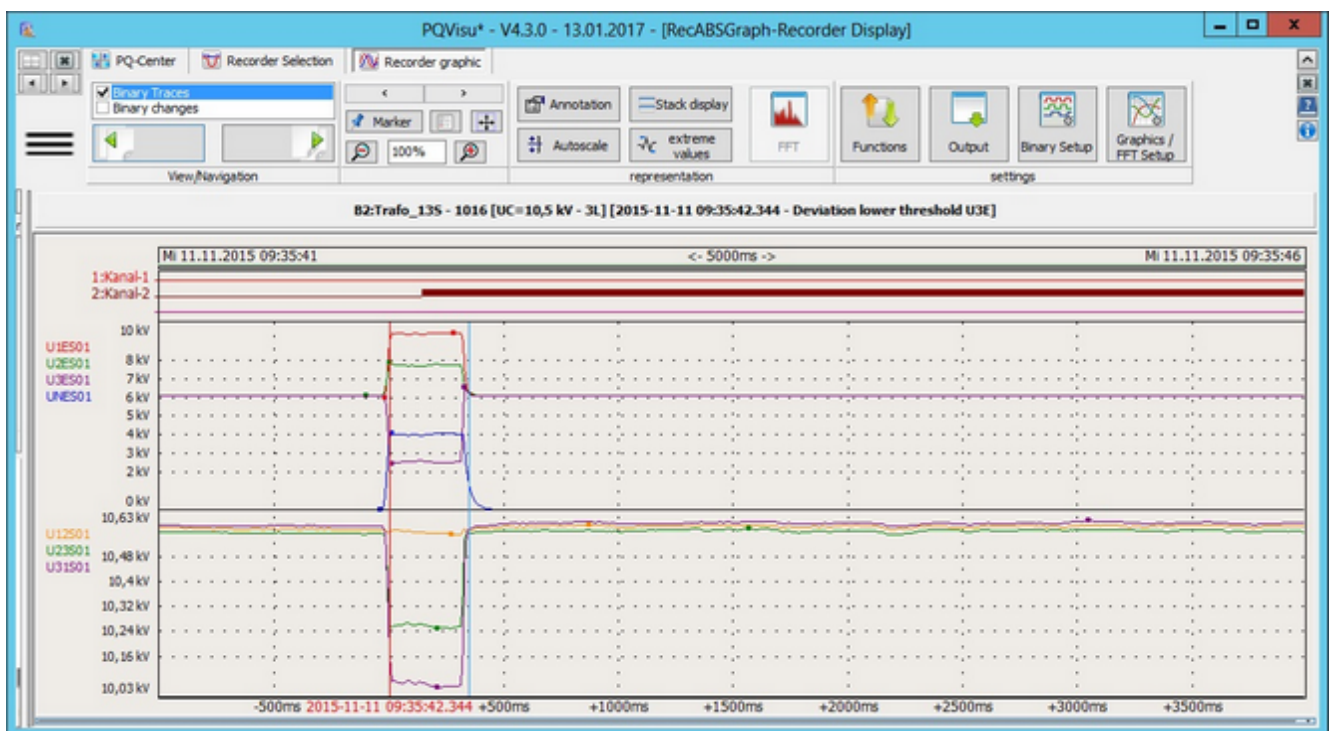 PQVisu* - V4.3.0 - 13.01.2017 - [RecABSGraph-Recorder Display]
PQ-Center Recorder Selection Recorder graphic
Binary Traces
Binary changes
< >
Marker
100%
Annotation
Stack display
Autoscale
extreme values
FFT
Functions
Output
Binary Setup
Graphics / FFT Setup
View/Navigation representation settings
B2:Trafo_13S - 1016 [UC=10,5 kV - 3L] [2015-11-11 09:35:42.344 - Deviation lower threshold U3E]
Mi 11.11.2015 09:35:41 <- 5000ms -> Mi 11.11.2015 09:35:46
1:Kanal-1
2:Kanal-2
10 kV
U1ES01
U2ES01 8 kV
U3ES01 7 kV
UNES01 6 kV
5 kV
4 kV
3 kV
2 kV
0 kV
10,63 kV
U12S01
U23S01 10,48 kV
U31S01
10,4 kV
10,32 kV
10,24 kV
10,16 kV
10,03 kV
-500ms 2015-11-11 09:35:42.344 +500ms +1000ms +1500ms +2000ms +2500ms +3000ms +3500ms